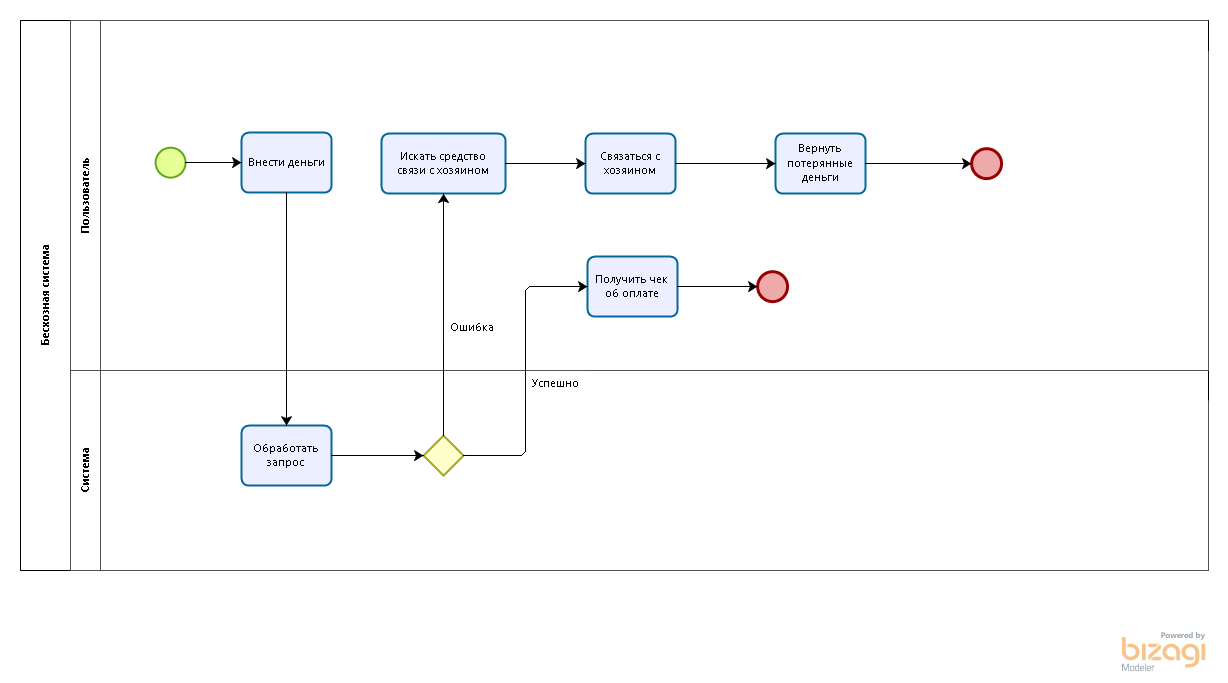 Бесхозная система
Пользователь
Внести деньги
Искать средство
связи с хозяином
Связаться с
хозяином
Вернуть
потерянные
деньги
Получить чек
об оплате
Ошибка
Успешно
Система
Обработать
запрос
Powered by
bizagi
Modeler